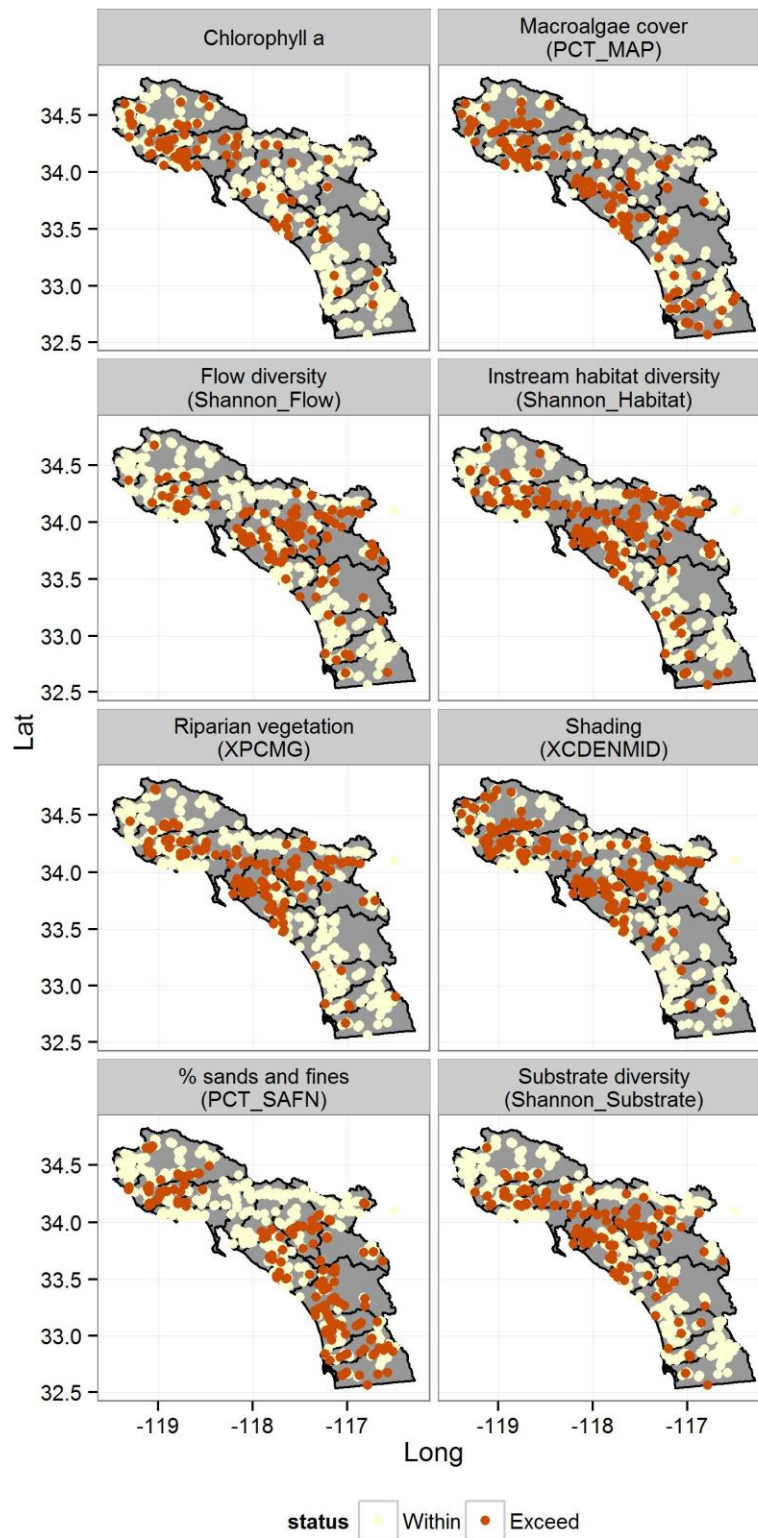 Chlorophyll a
Macroalgae cover
(PCT_MAP)
34.5
34.0
33.5
33.0
32.5
Flow diversity
(Shannon_Flow)
Instream habitat diversity
(Shannon_Habitat)
34.5
34.0
33.5
33.0
32.5
Lat
Riparian vegetation
(XPCMG)
Shading
(XCDENMID)
34.5
34.0
33.5
33.0
32.5
% sands and fines
(PCT_SAFN)
Substrate diversity
(Shannon_Substrate)
34.5
34.0
33.5
33.0
32.5
-119 -118 -117 -119 -118 -117
Long
status Within Exceed